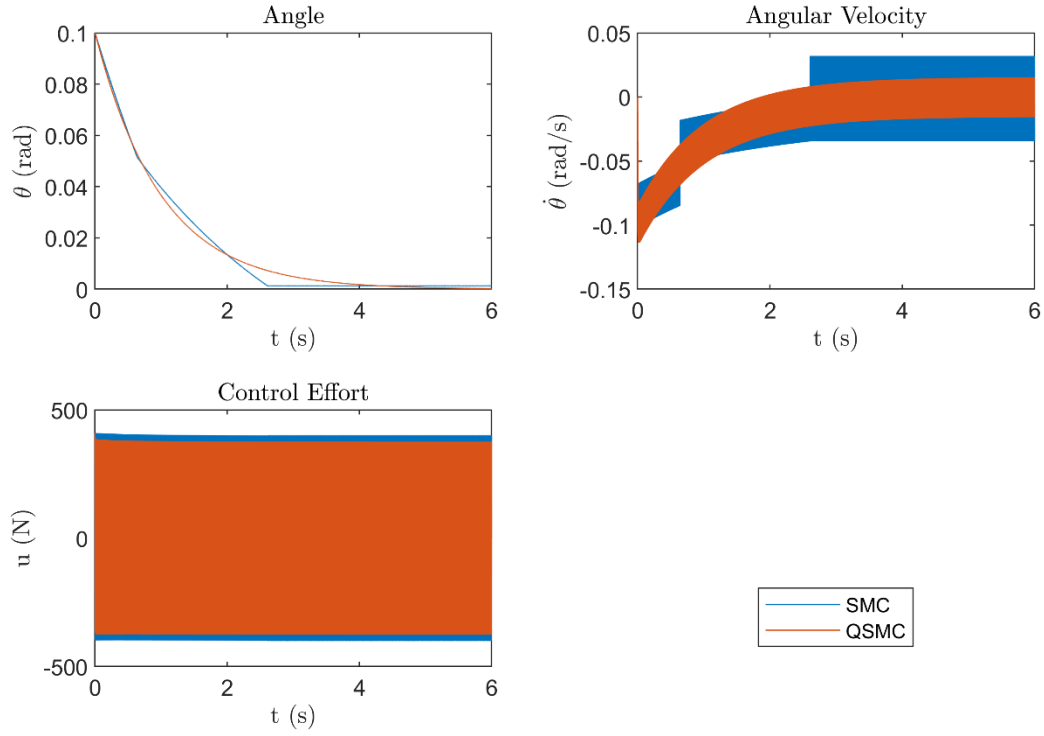 Angle
0.1
0.08
0.06
0.04
0.02
0
θ (rad)
0 2 4 6
t (s)
Angular Velocity
0.05
0
-0.05
-0.1
-0.15
θ̇ (rad/s)
0 2 4 6
t (s)
Control Effort
500
0
-500
u (N)
0 2 4 6
t (s)
SMC
QSMC